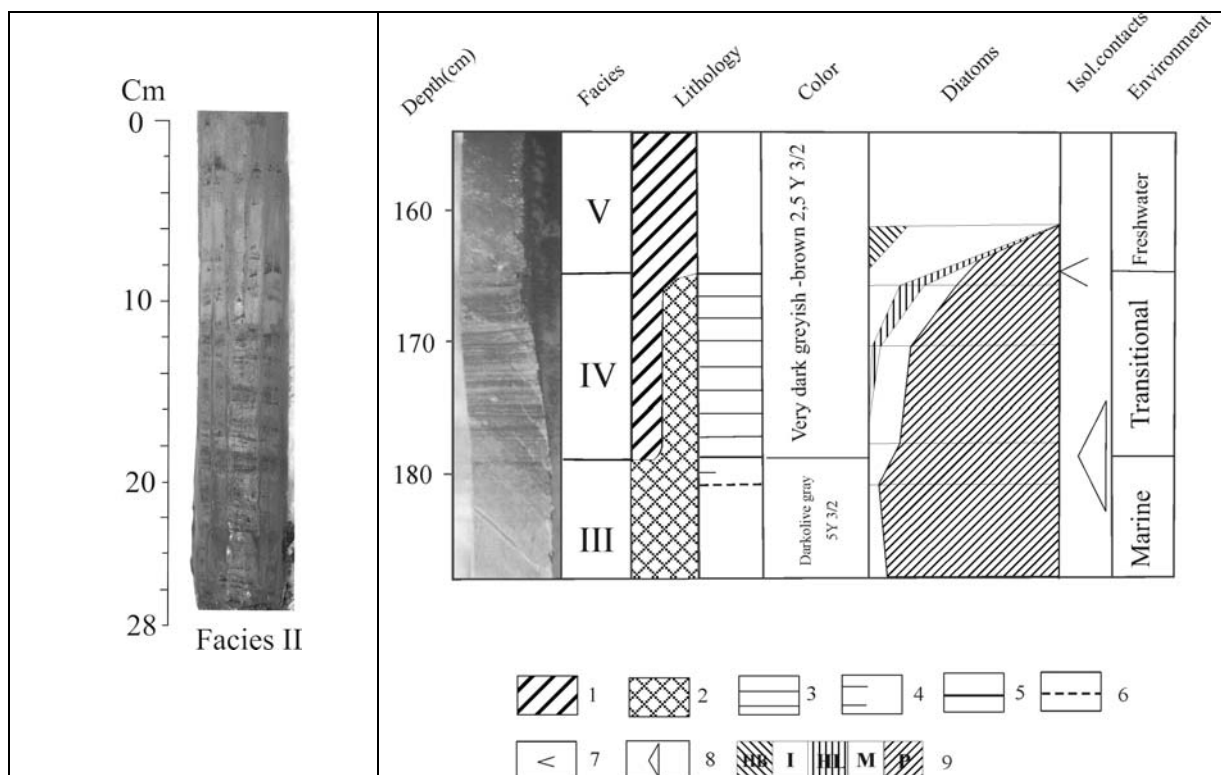 Cm
0
10
20
28
Facies II
Depth(cm)
Facies
Lithology
Color
Diatoms
Isol.contacts
Environment
160
170
180
V
IV
III
Very dark greyish -brown 2,5 Y 3/2
Darkolive gray
5Y 3/2
Freshwater
Transitional
Marine
1
2
3
4
5
6
7
8
HB I HL M P 9